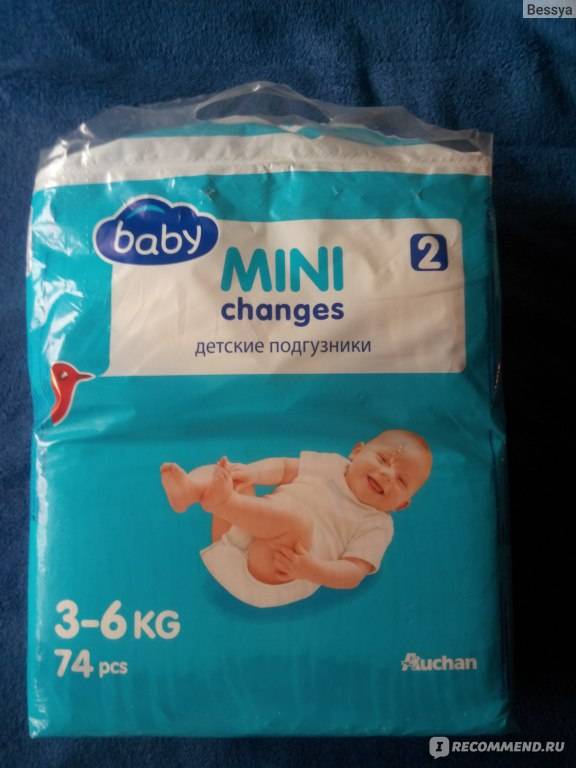 Bessya
baby
MINI
2
changes
детские подгузники
3-6 KG
74 pcs
Auchan
I RECOMMEND.RU